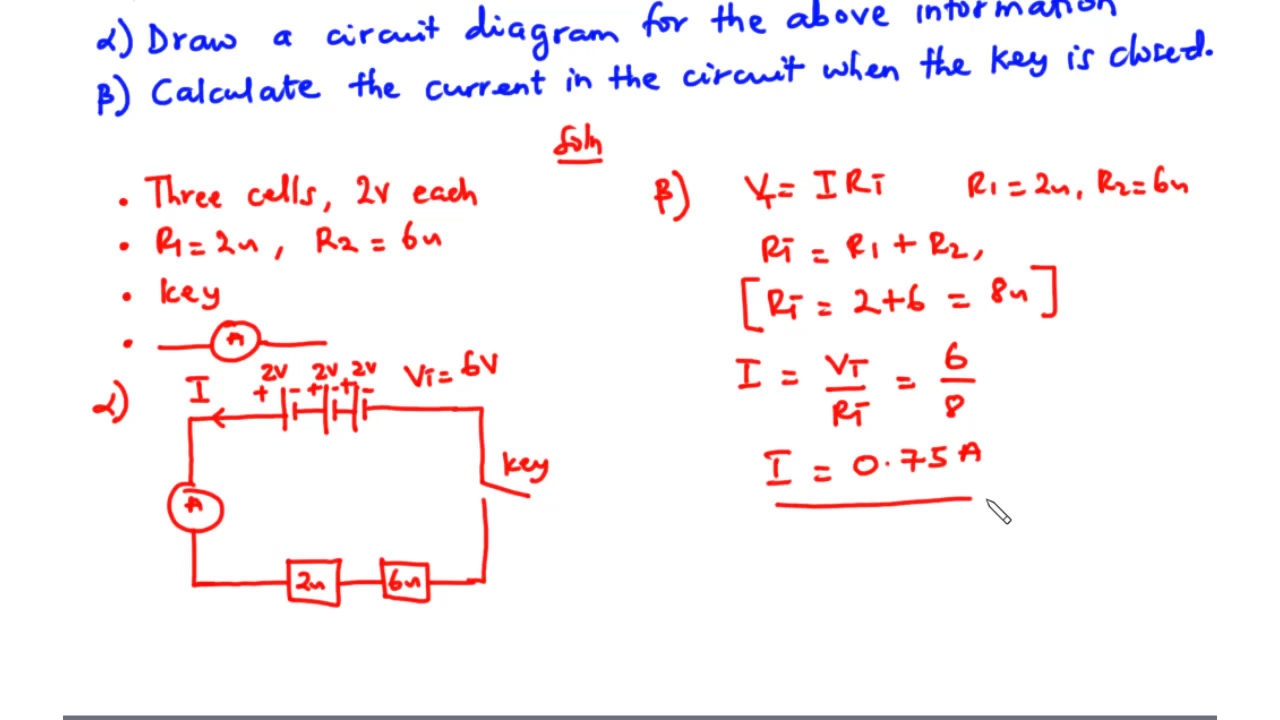 α) Draw a circuit diagram for the above information
β) Calculate the current in the circuit when the key is closed.
Soln
• Three cells, 2V each
• R1 = 2Ω, R2 = 6Ω
• key
• A
α) I + 2V - + 2V - + 2V - VT = 6V
key
A
2Ω 6Ω
β) VT = IRT R1 = 2Ω, R2 = 6Ω
RT = R1 + R2,
[RT = 2+6 = 8Ω]
I = VT/RT = 6/8
I = 0.75A